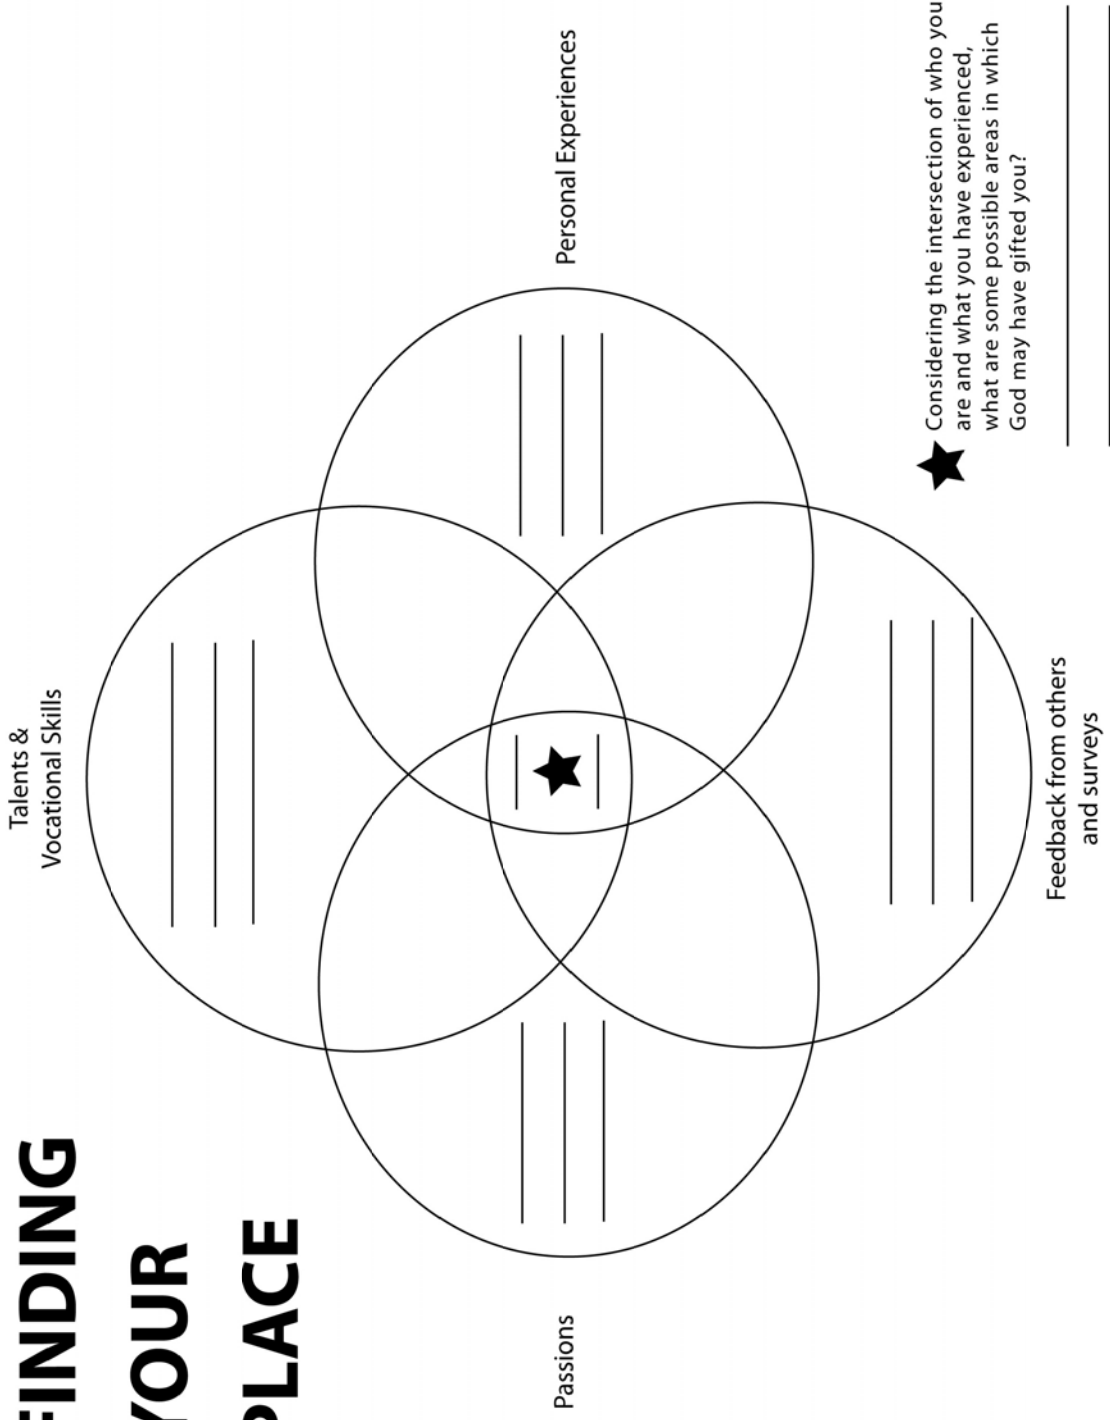 FINDING
YOUR
PLACE
Talents &
Vocational Skills
Passions
Personal Experiences
Feedback from others
and surveys
Considering the intersection of who you
are and what you have experienced,
what are some possible areas in which
God may have gifted you?